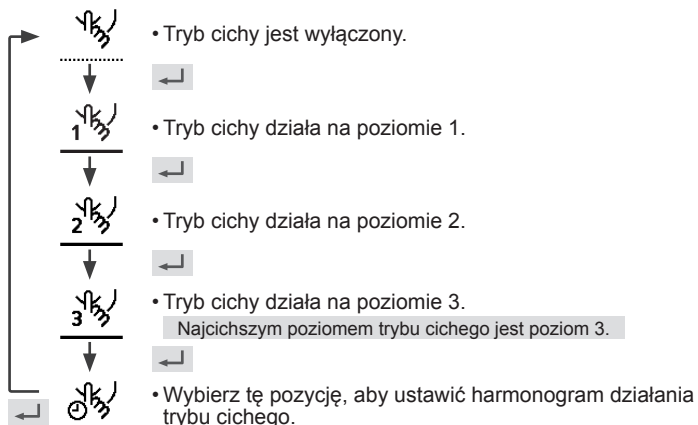 • Tryb cichy jest wyłączony.
1
• Tryb cichy działa na poziomie 1.
2
• Tryb cichy działa na poziomie 2.
3
• Tryb cichy działa na poziomie 3.
Najcichszym poziomem trybu cichego jest poziom 3.
• Wybierz tę pozycję, aby ustawić harmonogram działania
trybu cichego.